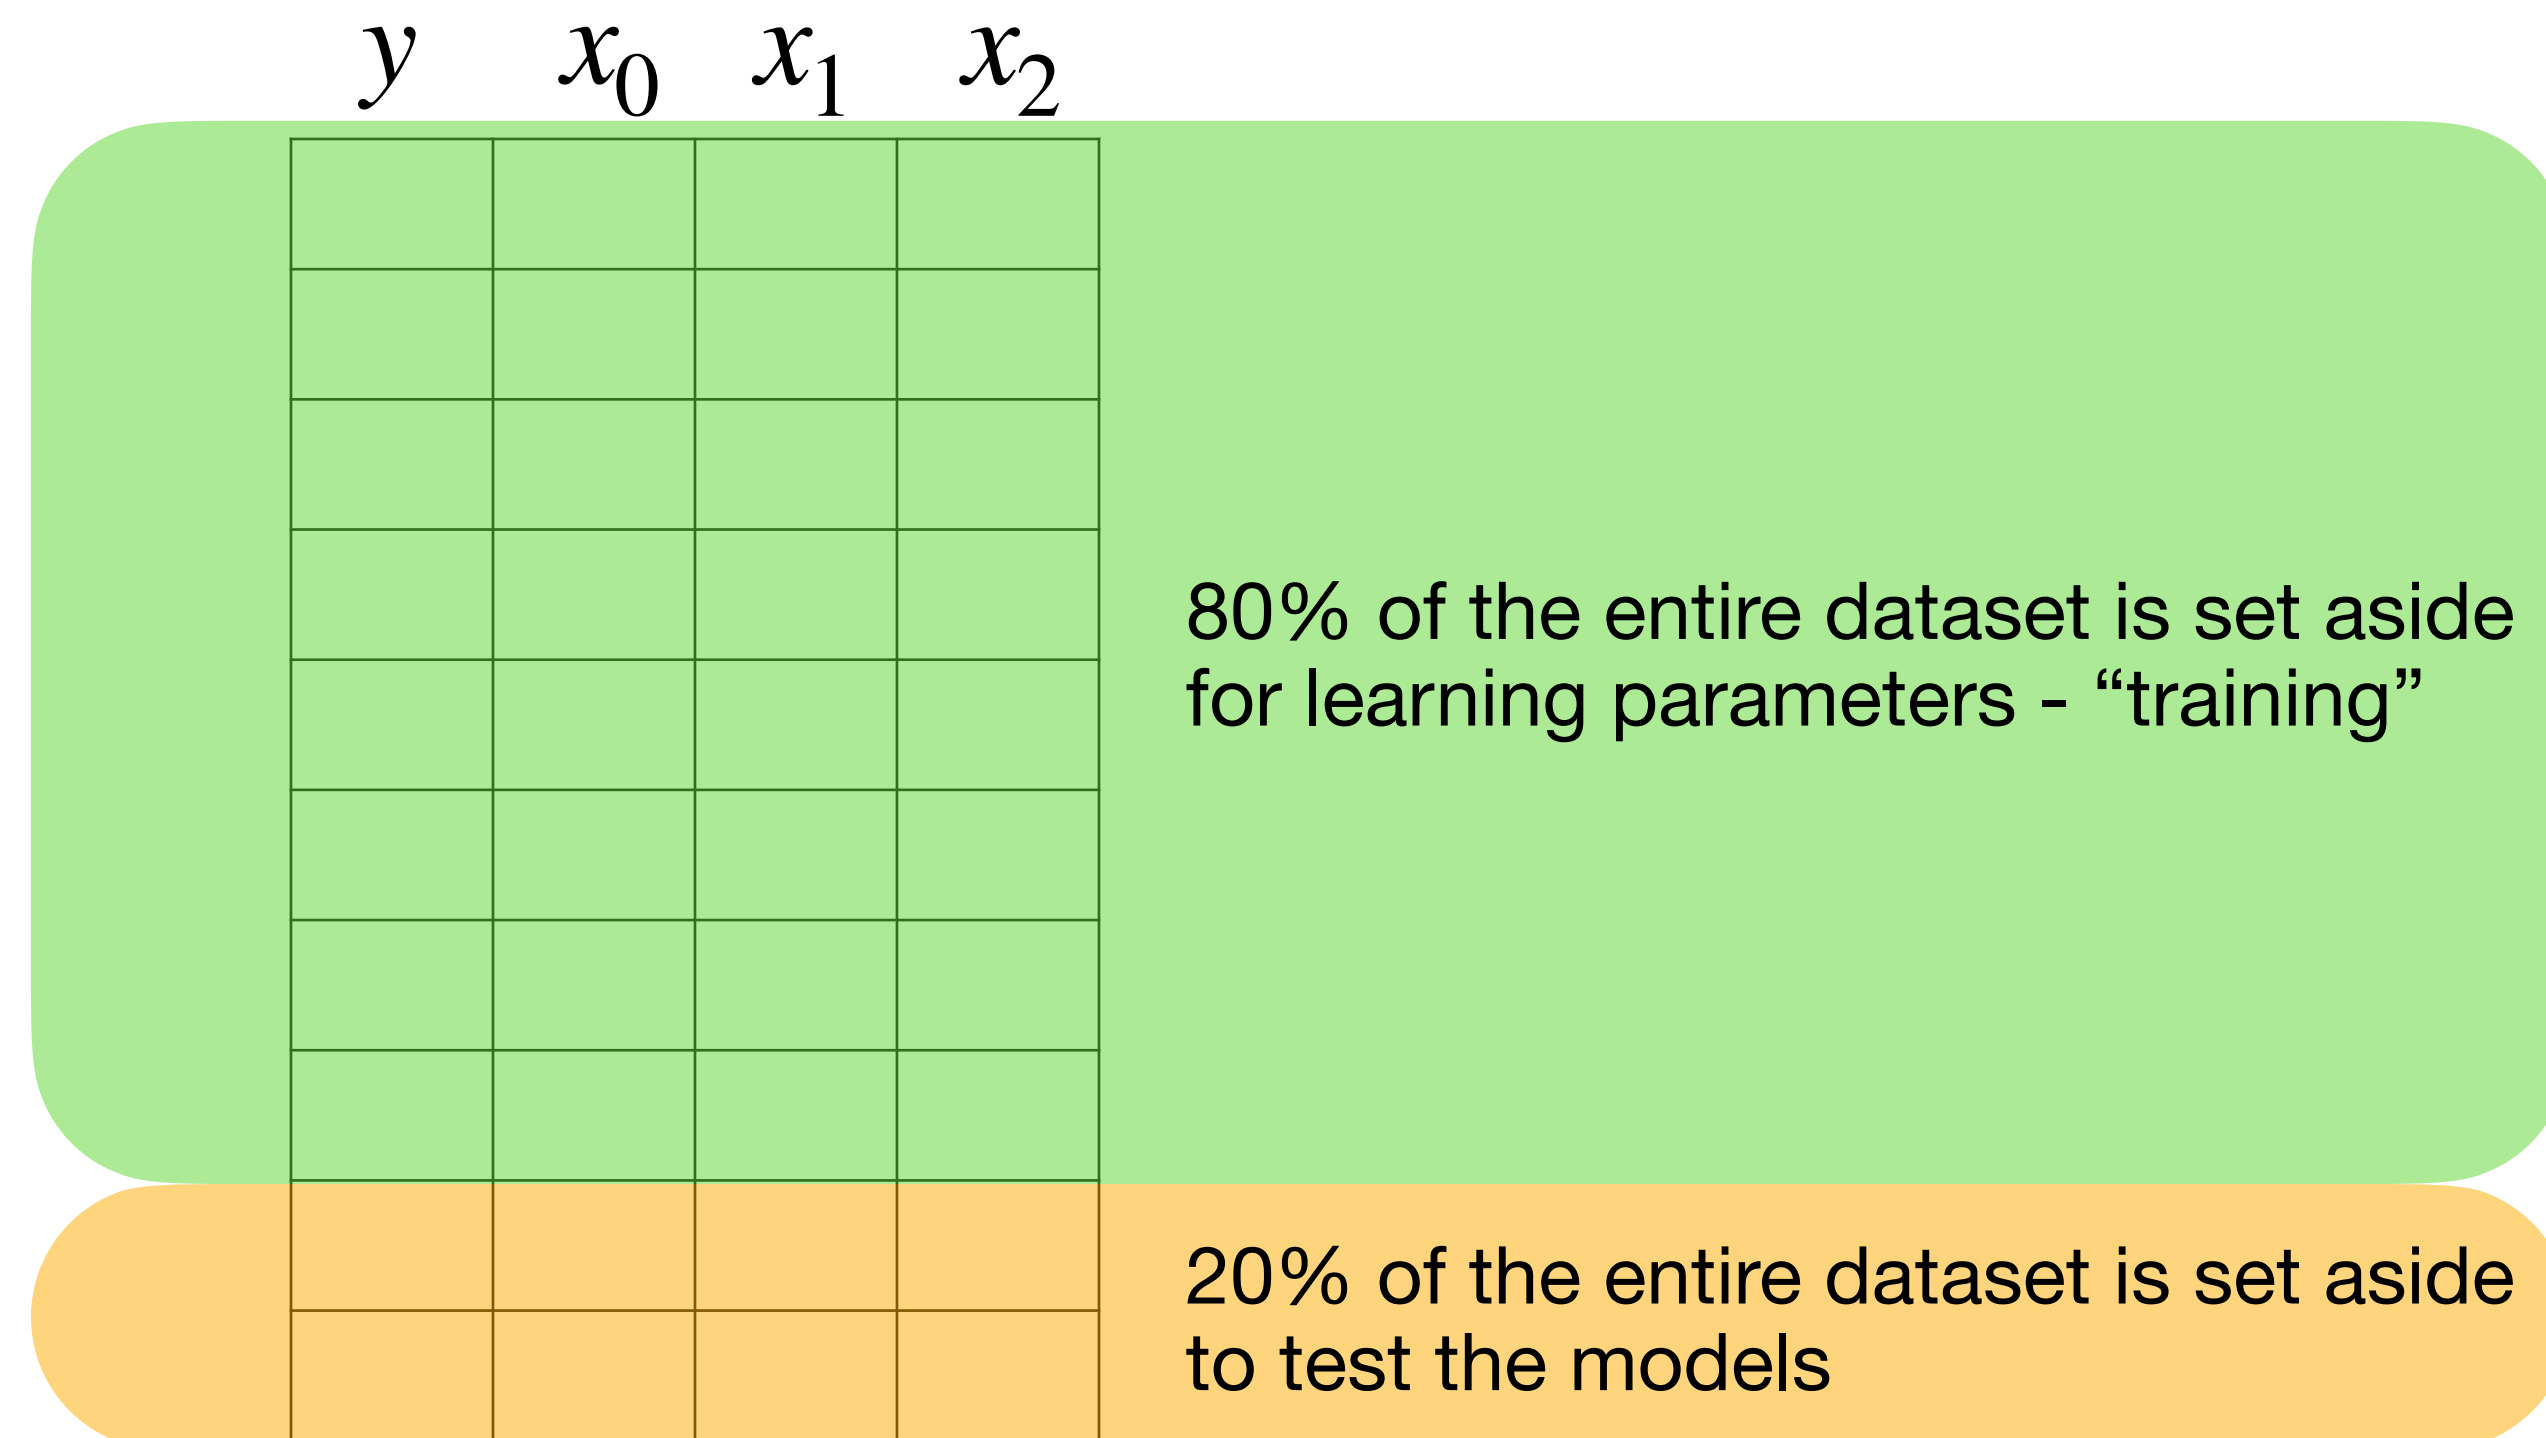 y x₀ x₁ x₂
80% of the entire dataset is set aside
for learning parameters - “training”
20% of the entire dataset is set aside
to test the models